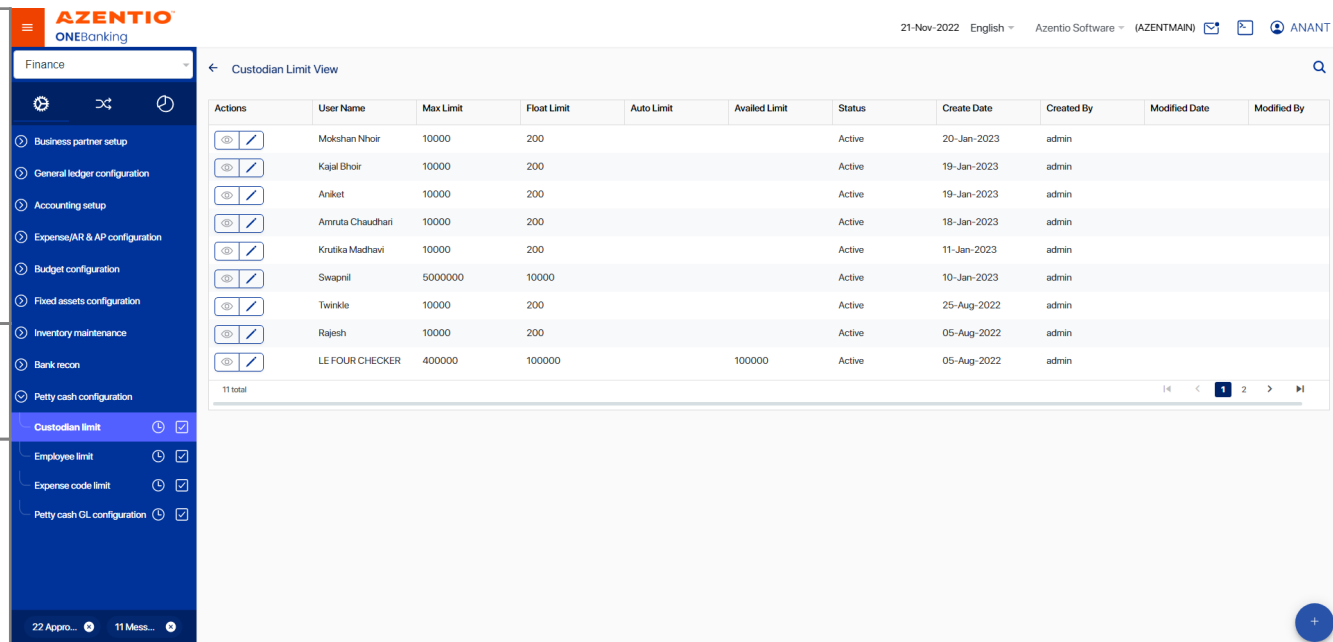 AZENTIO
ONEBanking
21-Nov-2022 English Azentio Software (AZENTMAIN) ANANT
Finance
Custodian Limit View
Business partner setup
General ledger configuration
Accounting setup
Expense/AR & AP configuration
Budget configuration
Fixed assets configuration
Inventory maintenance
Bank recon
Petty cash configuration
Custodian limit
Employee limit
Expense code limit
Petty cash GL configuration
22 Appro... 11 Mess...
Actions User Name Max Limit Float Limit Auto Limit Availed Limit Status Create Date Created By Modified Date Modified By
Mokshan Nhoir 10000 200 Active 20-Jan-2023 admin
Kajal Bhoir 10000 200 Active 19-Jan-2023 admin
Aniket 10000 200 Active 19-Jan-2023 admin
Amruta Chaudhari 10000 200 Active 18-Jan-2023 admin
Krutika Madhavi 10000 200 Active 11-Jan-2023 admin
Swapnil 5000000 10000 Active 10-Jan-2023 admin
Twinkle 10000 200 Active 25-Aug-2022 admin
Rajesh 10000 200 Active 05-Aug-2022 admin
LE FOUR CHECKER 400000 100000 100000 Active 05-Aug-2022 admin
11 total 1 2